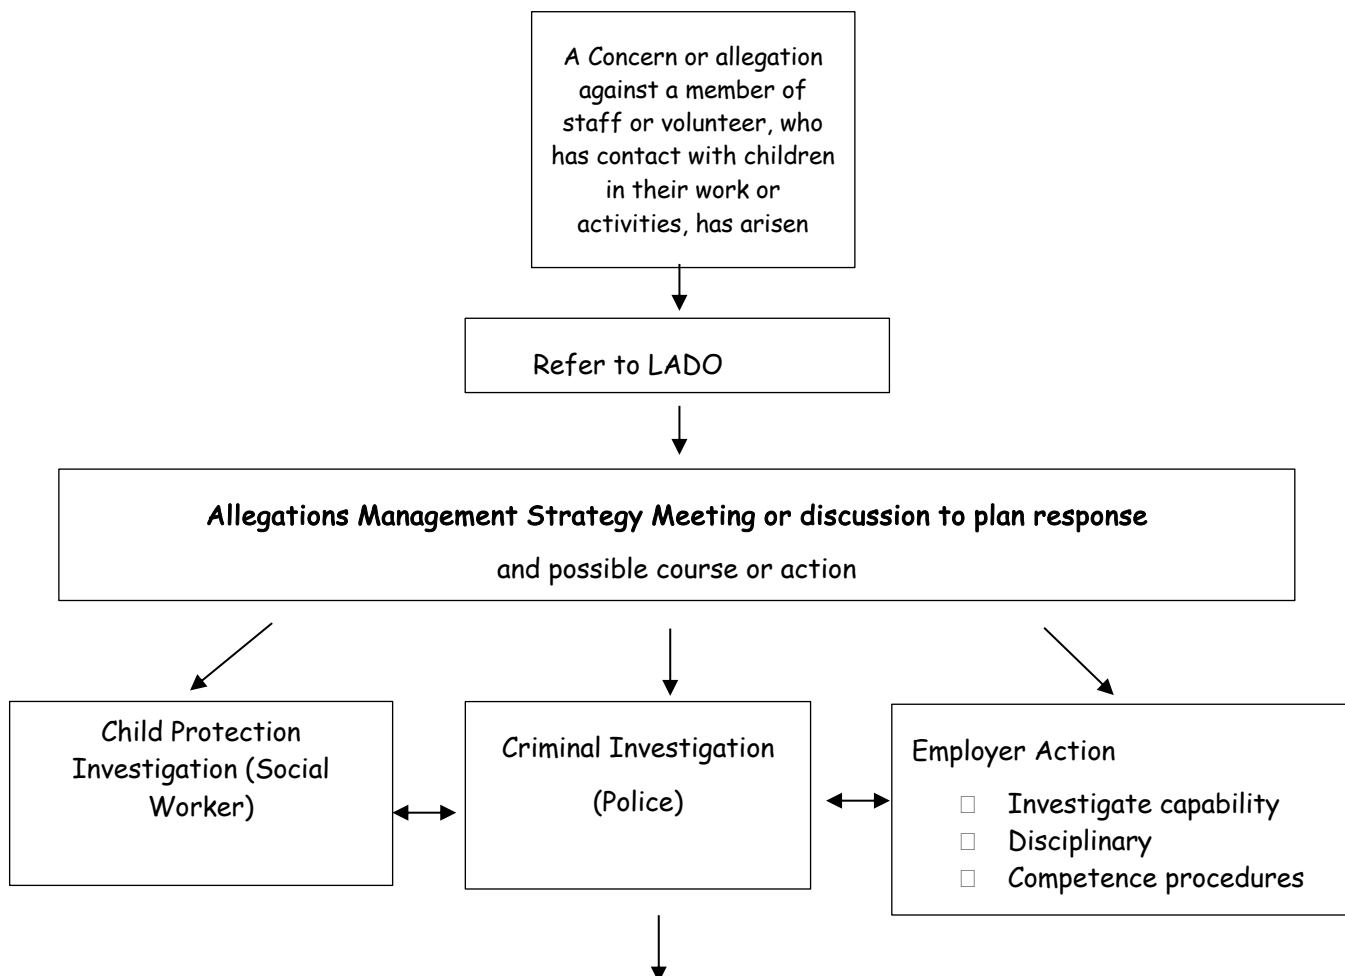 A Concern or allegation
against a member of
staff or volunteer, who
has contact with children
in their work or
activities, has arisen
Refer to LADO
Allegations Management Strategy Meeting or discussion to plan response
and possible course or action
Child Protection
Investigation (Social
Worker)
Criminal Investigation
(Police)
Employer Action
Investigate capability
Disciplinary
Competence procedures